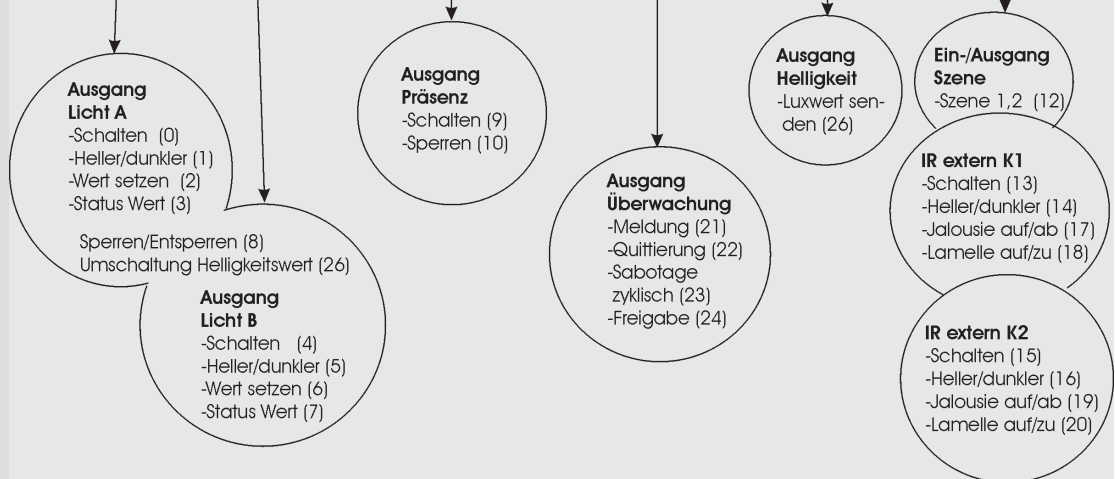 Ausgang
Licht A
-Schalten (0)
-Heller/dunkler (1)
-Wert setzen (2)
-Status Wert (3)
Sperren/Entsperren (8)
Umschaltung Helligkeitswert (26)
Ausgang
Licht B
-Schalten (4)
-Heller/dunkler (5)
-Wert setzen (6)
-Status Wert (7)
Ausgang
Präsenz
-Schalten (9)
-Sperren (10)
Ausgang
Überwachung
-Meldung (21)
-Quittierung (22)
-Sabotage
zyklisch (23)
-Freigabe (24)
Ausgang
Helligkeit
-Luxwert sen-
den (26)
Ein-/Ausgang
Szene
-Szene 1,2 (12)
IR extern K1
-Schalten (13)
-Heller/dunkler (14)
-Jalousie auf/ab (17)
-Lamelle auf/zu (18)
IR extern K2
-Schalten (15)
-Heller/dunkler (16)
-Jalousie auf/ab (19)
-Lamelle auf/zu (20)